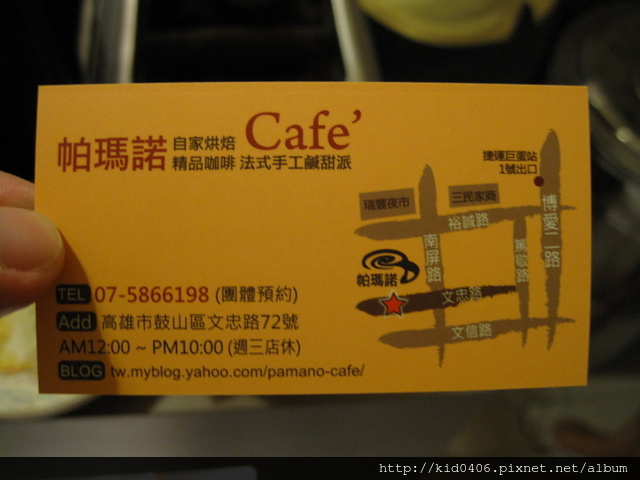 帕瑪諾 自家烘焙 Cafe’
精品咖啡 法式手工鹹甜派
TEL 07-5866198 (團體預約)
Add 高雄市鼓山區文忠路72號
AM12:00 ~ PM10:00 (週三店休)
BLOG tw.myblog.yahoo.com/pamano-cafe/
捷運巨蛋站
1號出口
瑞豐夜市
三民家商
裕誠路
博愛二路
南屏路
篤敬路
帕瑪諾
文忠路
文信路
http://kid0406.pixnet.net/album